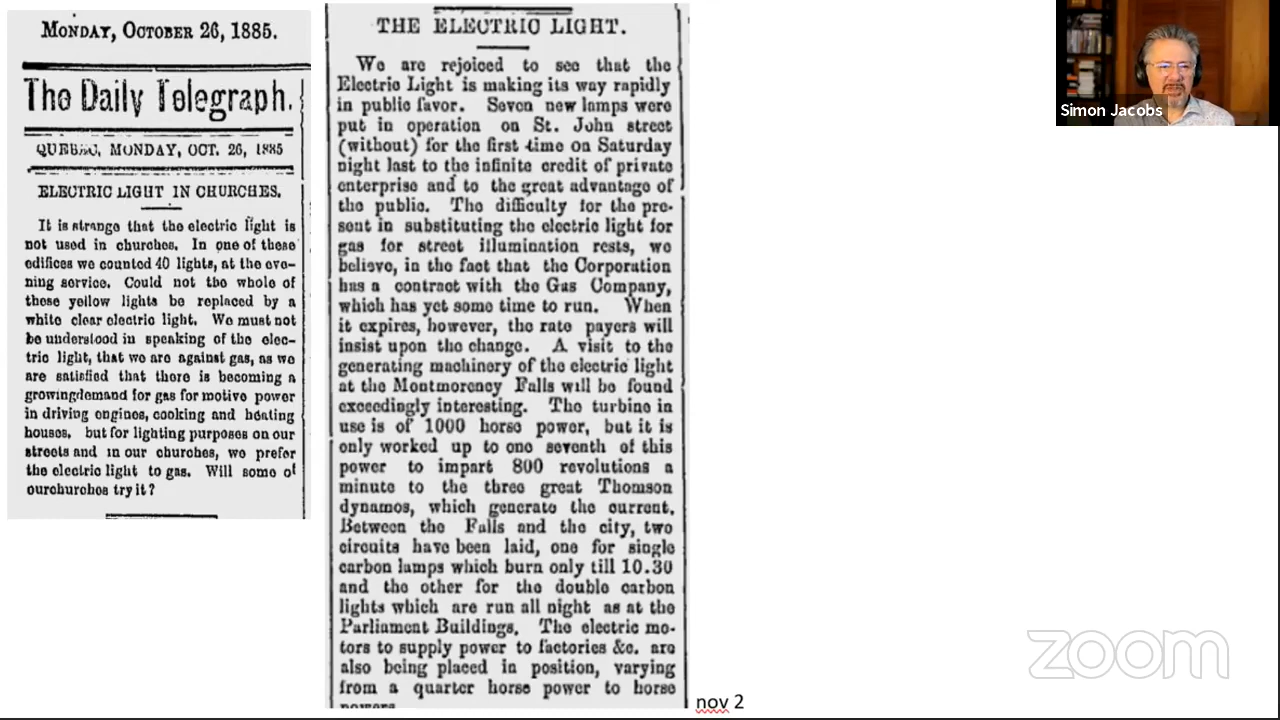 MONDAY, OCTOBER 26, 1885.
The Daily Telegraph.
QUEBEC, MONDAY, OCT. 26, 1885
ELECTRIC LIGHT IN CHURCHES.
It is strange that the electric light is
not used in churches. In one of these
edifices we counted 40 lights, at the eve-
ning service. Could not the whole of
these yellow lights be replaced by a
white clear electric light. We must not
be understood in speaking of the elec-
tric light, that we are against gas, as we
are satisfied that there is becoming a
growing demand for gas for motive power
in driving engines, cooking and heating
houses, but for lighting purposes on our
streets and in our churches, we prefer
the electric light to gas. Will some of
our churches try it?
THE ELECTRIC LIGHT.
We are rejoiced to see that the
Electric Light is making its way rapidly
in public favor. Seven new lamps were
put in operation on St. John street
(without) for the first time on Saturday
night last to the infinite credit of private
enterprise and to the great advantage of
the public. The difficulty for the pre-
sent in substituting the electric light for
gas for street illumination rests, we
believe, in the fact that the Corporation
has a contract with the Gas Company,
which has yet some time to run. When
it expires, however, the rate payers will
insist upon the change. A visit to the
generating machinery of the electric light
at the Montmorency Falls will be found
exceedingly interesting. The turbine in
use is of 1000 horse power, but it is
only worked up to one seventh of this
power to impart 800 revolutions a
minute to the three great Thomson
dynamos, which generate the current.
Between the Falls and the city, two
circuits have been laid, one for single
carbon lamps which burn only till 10.30
and the other for the double carbon
lights which are run all night as at the
Parliament Buildings. The electric mo-
tors to supply power to factories &c. are
also being placed in position, varying
from a quarter horse power to horse
powers
nov 2
Simon Jacobs
zoom